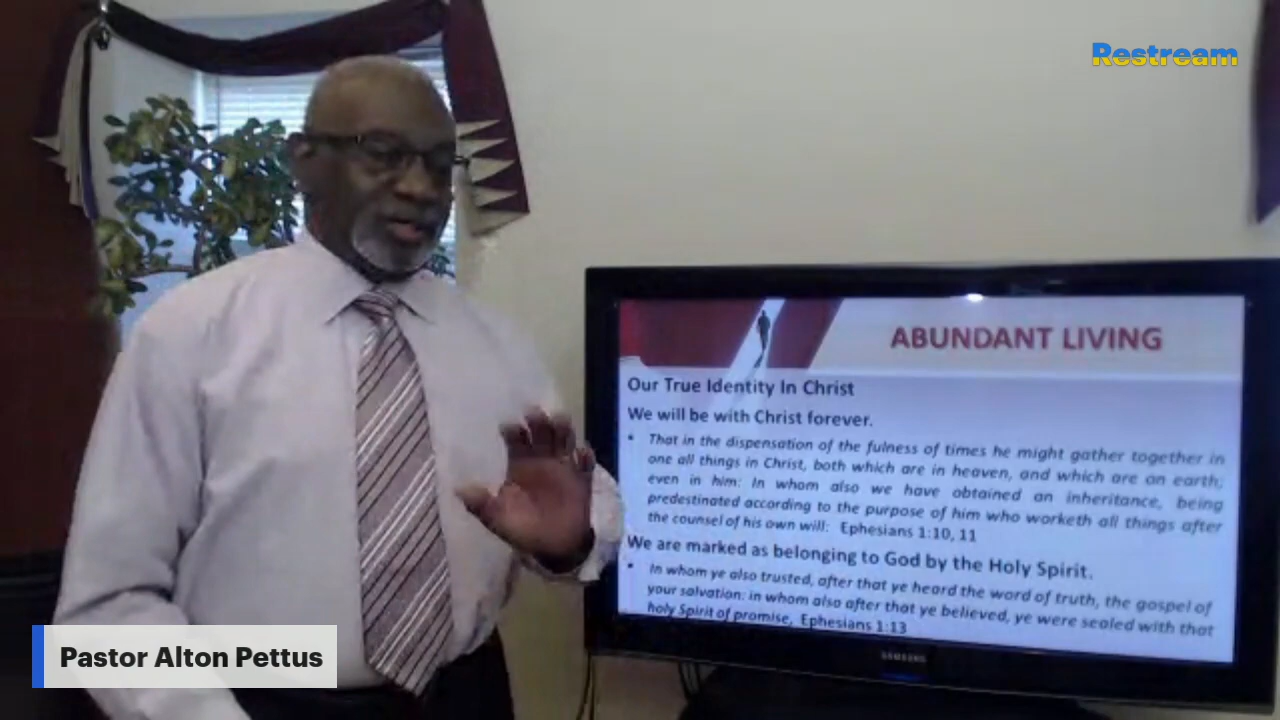 Restream
ABUNDANT LIVING
Our True Identity In Christ
We will be with Christ forever.
• That in the dispensation of the fulness of times he might gather together in
one all things in Christ, both which are in heaven, and which are on earth;
even in him: In whom also we have obtained an inheritance, being
predestinated according to the purpose of him who worketh all things after
the counsel of his own will: Ephesians 1:10, 11
We are marked as belonging to God by the Holy Spirit.
• In whom ye also trusted, after that ye heard the word of truth, the gospel of
your salvation: in whom also after that ye believed, ye were sealed with that
holy Spirit of promise, Ephesians 1:13
SAMSUNG
Pastor Alton Pettus